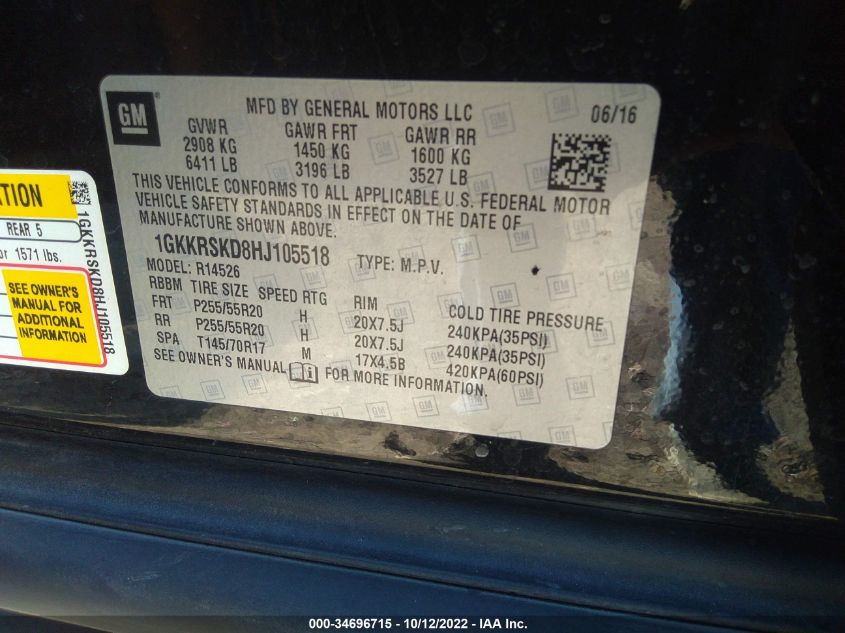 GM
MFD BY GENERAL MOTORS LLC 06/16
GVWR GAWR FRT GAWR RR
2908 KG 1450 KG 1600 KG
6411 LB 3196 LB 3527 LB
THIS VEHICLE CONFORMS TO ALL APPLICABLE U.S. FEDERAL MOTOR
VEHICLE SAFETY STANDARDS IN EFFECT ON THE DATE OF
MANUFACTURE SHOWN ABOVE.
1GKKRSKD8HJ105518 TYPE: M.P.V.
MODEL: R14526
RBBM TIRE SIZE SPEED RTG RIM COLD TIRE PRESSURE
FRT P255/55R20 H 20X7.5J 240KPA(35PSI)
RR P255/55R20 H 20X7.5J 240KPA(35PSI)
SPA T145/70R17 M 17X4.5B 420KPA(60PSI)
SEE OWNER'S MANUAL FOR MORE INFORMATION.
REAR 5
1571 lbs.
SEE OWNER'S
MANUAL FOR
ADDITIONAL
INFORMATION
1GKKRSKD8HJ105518
000-34696715 - 10/12/2022 - IAA Inc.